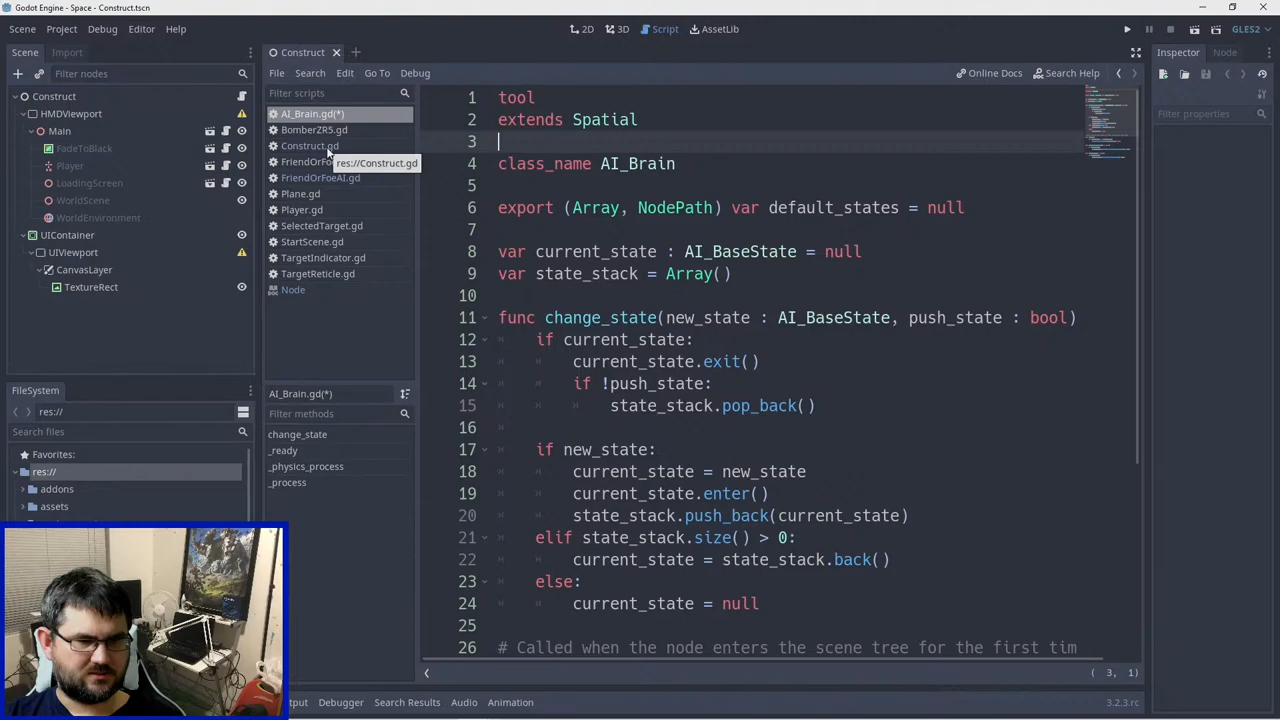 Godot Engine - Space - Construct.tscn
Scene Project Debug Editor Help
2D 3D Script AssetLib
GLES2
Scene Import
Filter nodes
Construct
HMDViewport
Main
FadeToBlack
Player
LoadingScreen
WorldScene
WorldEnvironment
UIContainer
UIViewport
CanvasLayer
TextureRect
FileSystem
res://
Search files
Favorites:
res://
addons
assets
Construct
File Search Edit Go To Debug
Online Docs Search Help
Filter scripts
AI_Brain.gd(*)
BomberZR5.gd
Construct.gd
res://Construct.gd
FriendOrFo
FriendOrFoeAI.gd
Plane.gd
Player.gd
SelectedTarget.gd
StartScene.gd
TargetIndicator.gd
TargetReticle.gd
Node
AI_Brain.gd(*)
Filter methods
change_state
_ready
_physics_process
_process
1 tool
2 extends Spatial
3
4 class_name AI_Brain
5
6 export (Array, NodePath) var default_states = null
7
8 var current_state : AI_BaseState = null
9 var state_stack = Array()
10
11 func change_state(new_state : AI_BaseState, push_state : bool)
12 if current_state:
13 current_state.exit()
14 if !push_state:
15 state_stack.pop_back()
16
17 if new_state:
18 current_state = new_state
19 current_state.enter()
20 state_stack.push_back(current_state)
21 elif state_stack.size() > 0:
22 current_state = state_stack.back()
23 else:
24 current_state = null
25
26 # Called when the node enters the scene tree for the first tim
( 3, 1)
Inspector Node
Filter properties
tput Debugger Search Results Audio Animation
3.2.3.rc